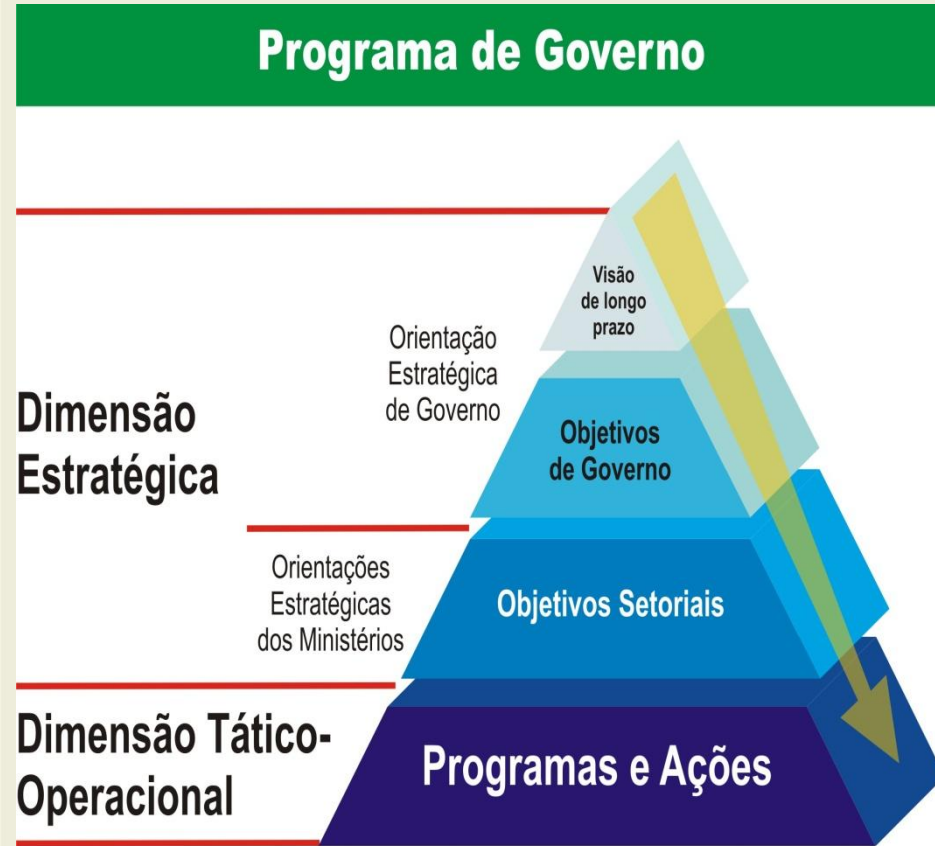 Programa de Governo
Visão
de longo
prazo
Orientação
Estratégica
de Governo
Dimensão
Estratégica
Objetivos
de Governo
Orientações
Estratégicas
dos Ministérios
Objetivos Setoriais
Dimensão Tático-
Operacional
Programas e Ações